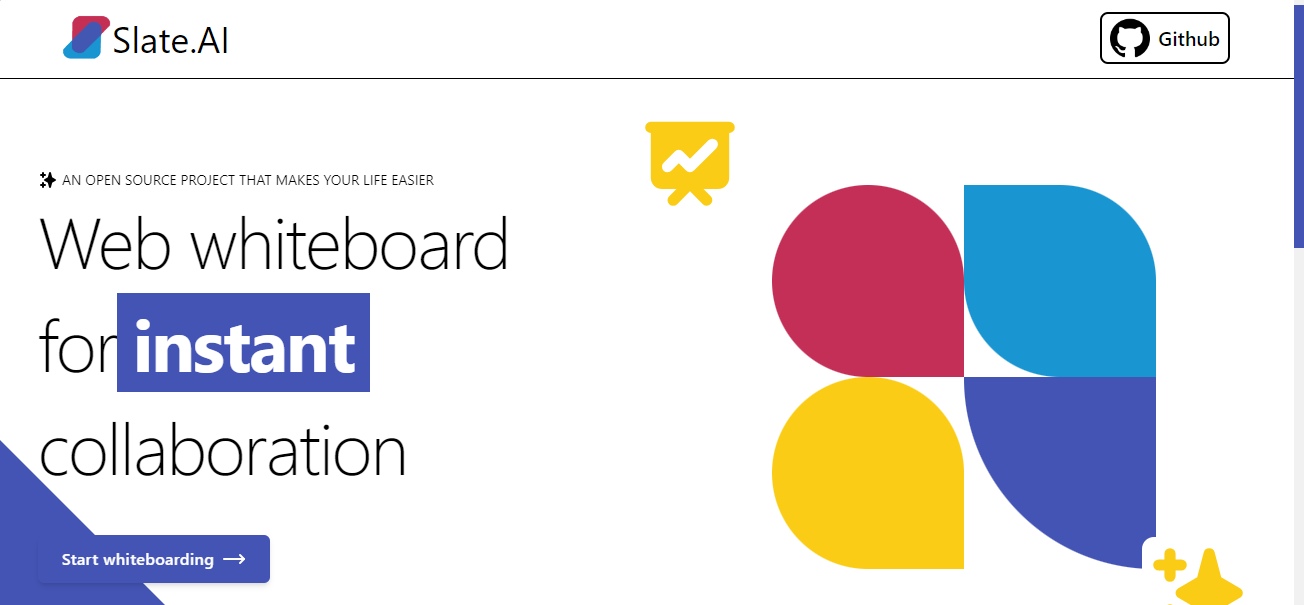 Slate.AI
Github
AN OPEN SOURCE PROJECT THAT MAKES YOUR LIFE EASIER
Web whiteboard
for instant
collaboration
Start whiteboarding